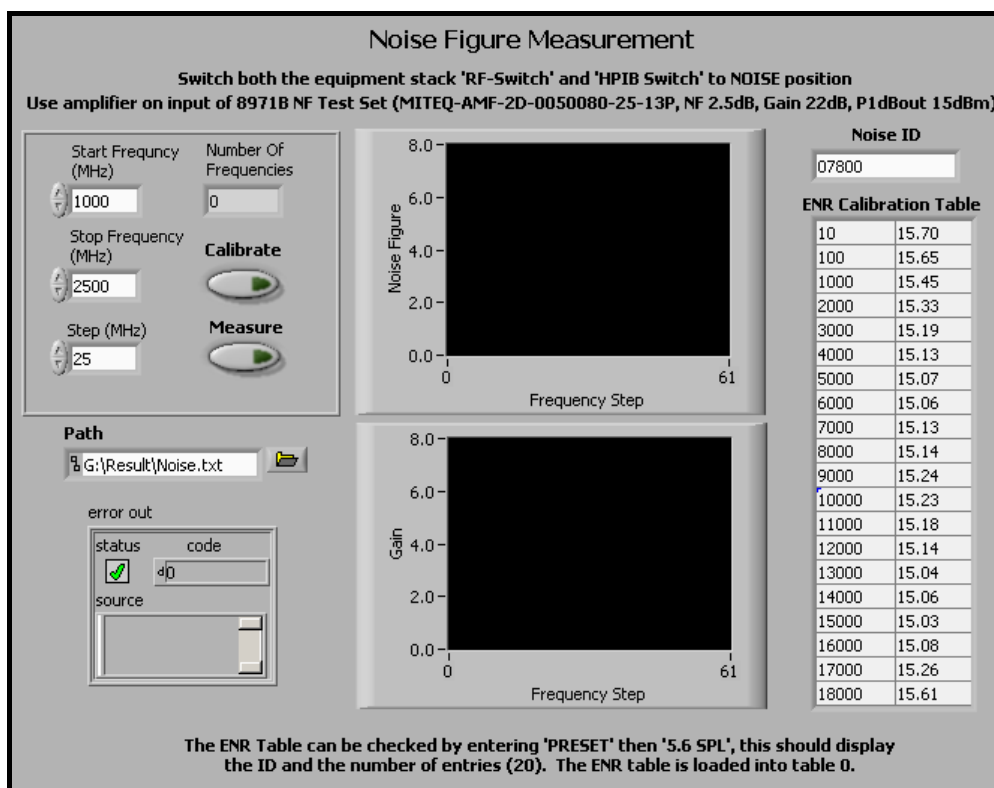 Noise Figure Measurement
Switch both the equipment stack 'RF-Switch' and 'HPIB Switch' to NOISE position
Use amplifier on input of 8971B NF Test Set (MITEQ-AMF-2D-0050080-25-13P, NF 2.5dB, Gain 22dB, P1dBout 15dBm)
Start Frequncy
(MHz)
1000
Number Of
Frequencies
0
Stop Frequency
(MHz)
2500
Calibrate
Step (MHz)
25
Measure
Path
G:\Result\Noise.txt
error out
status
code
d0
source
Noise Figure
8.0
6.0
4.0
2.0
0.0
0
61
Frequency Step
Gain
8.0
6.0
4.0
2.0
0.0
0
61
Frequency Step
Noise ID
07800
ENR Calibration Table
10 15.70
100 15.65
1000 15.45
2000 15.33
3000 15.19
4000 15.13
5000 15.07
6000 15.06
7000 15.13
8000 15.14
9000 15.24
10000 15.23
11000 15.18
12000 15.14
13000 15.04
14000 15.06
15000 15.03
16000 15.08
17000 15.26
18000 15.61
The ENR Table can be checked by entering 'PRESET' then '5.6 SPL', this should display
the ID and the number of entries (20). The ENR table is loaded into table 0.